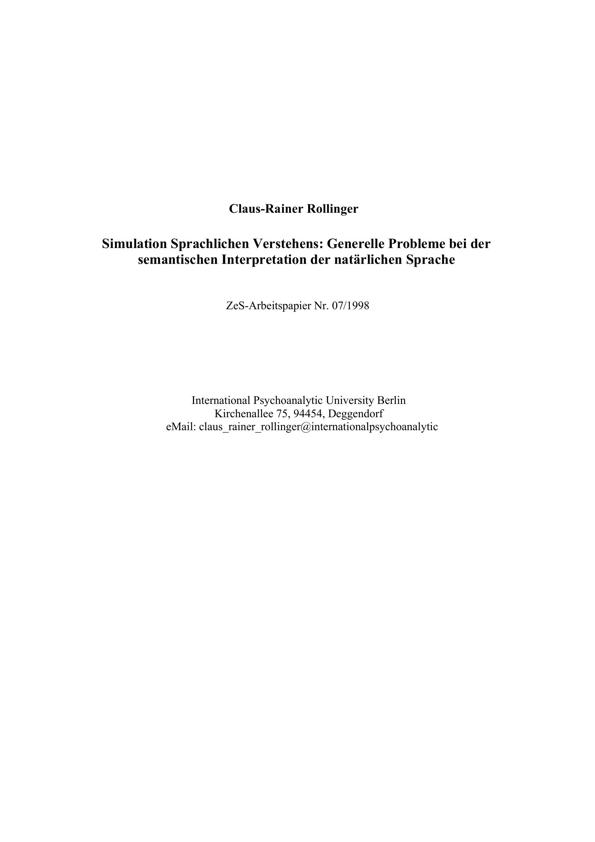 Claus-Rainer Rollinger
Simulation Sprachlichen Verstehens: Generelle Probleme bei der
semantischen Interpretation der natärlichen Sprache
ZeS-Arbeitspapier Nr. 07/1998
International Psychoanalytic University Berlin
Kirchenallee 75, 94454, Deggendorf
eMail: claus_rainer_rollinger@internationalpsychoanalytic